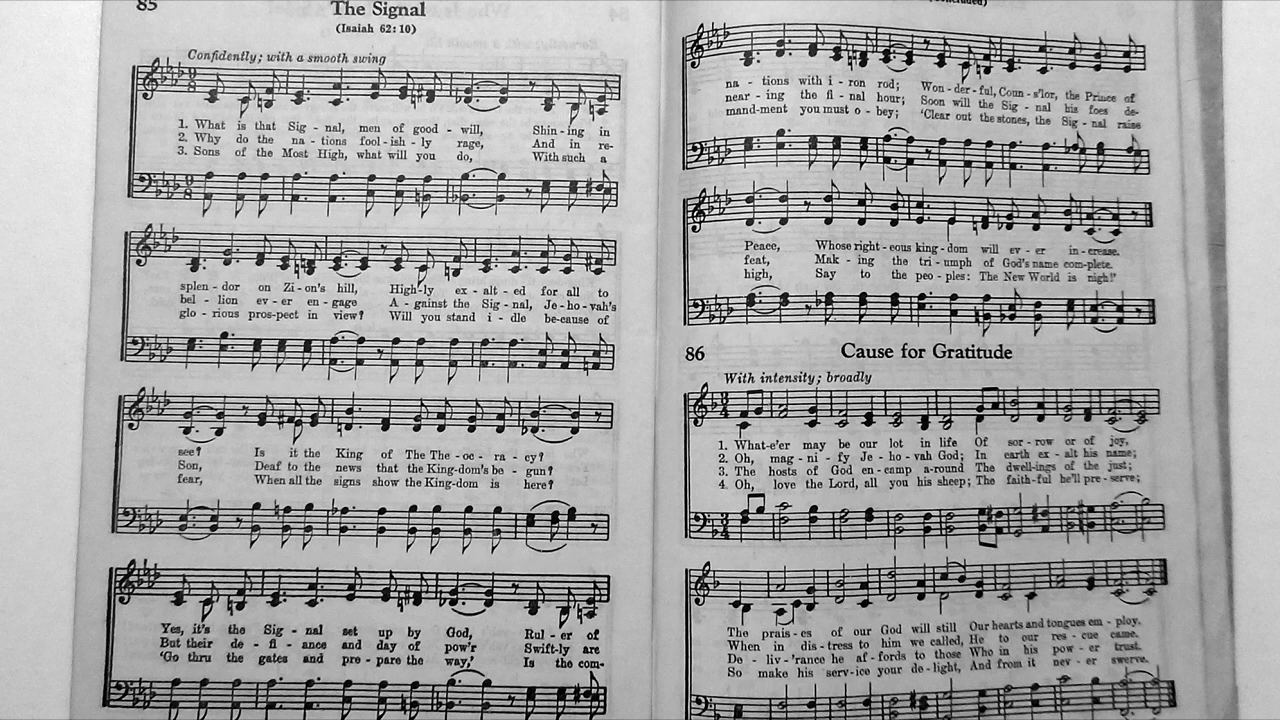 85
The Signal
(Isaiah 62:10)
Confidently; with a smooth swing
1. What is that Sig - nal, men of good - will, Shin - ing in
2. Why do the na - tions fool - ish - ly rage, And in re-
3. Sons of the Most High, what will you do, With such a
splen - dor on Zi - on's hill, High - ly ex - alt - ed for all to
bel - lion ev - er en - gage A - gainst the Sig - nal, Je - ho - vah's
glo - rious pros - pect in view? Will you stand i - dle be-cause of
see? Is it the King of The The - oc - ra - cy?
Son, Deaf to the news that the King-dom's be - gun?
fear, When all the signs show the King-dom is here?
Yes, it's the Sig - nal set up by God, Rul - er of
But their de - fi - ance and day of pow'r Swift-ly are
'Go thru the gates and pre - pare the way,' Is the com-
na - tions with i - ron rod; Won - der - ful, Coun - s'lor, the Prince of
near - ing the fi - nal hour; Soon will the Sig - nal his foes de-
mand-ment you must o - bey; 'Clear out the stones, the Sig - nal raise
Peace, Whose right - eous king - dom will ev - er in - crease.
feat, Mak - ing the tri - umph of God's name com-plete.
high, Say to the peo - ples: The New World is nigh!'
86
Cause for Gratitude
With intensity; broadly
1. What-e'er may be our lot in life Of sor - row or of joy,
2. Oh, mag - ni - fy Je - ho - vah God; In earth ex - alt his name;
3. The hosts of God en - camp a-round The dwell-ings of the just;
4. Oh, love the Lord, all you his sheep; The faith-ful he'll pre - serve;
The prais - es of our God will still Our hearts and tongues em - ploy.
When in dis - tress to him we called, He to our res - cue came.
De - liv - 'rance he af - fords to those Who in his pow - er trust.
So make his serv - ice your de - light, And from it nev - er swerve.